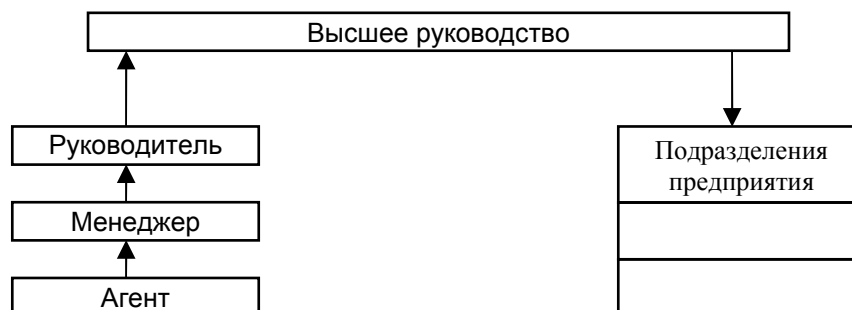 Высшее руководство
Руководитель
Подразделения
предприятия
Менеджер
Агент